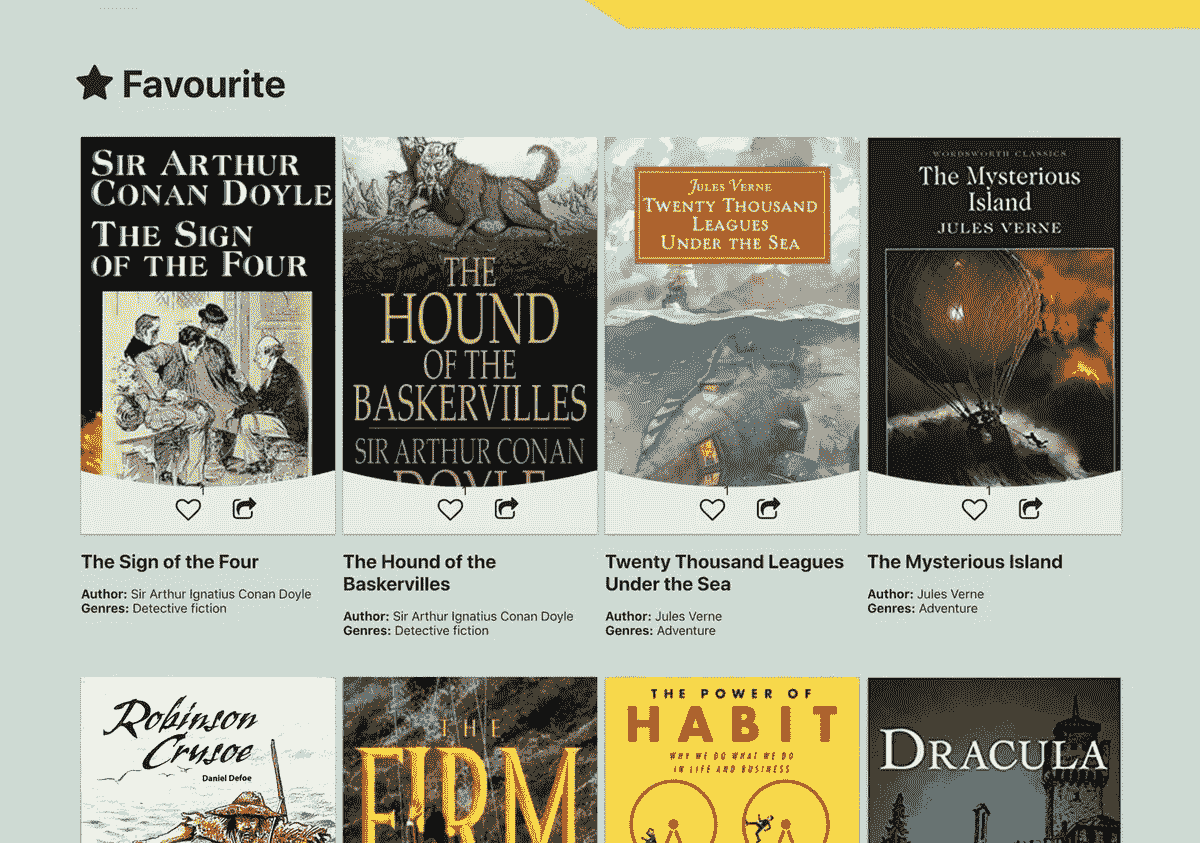 Favourite
SIR ARTHUR
CONAN DOYLE
THE SIGN
OF THE FOUR
THE
HOUND
OF THE
BASKERVILLES
SIR ARTHUR CONAN
DOYLE
JULES VERNE
TWENTY THOUSAND
LEAGUES
UNDER THE SEA
WORDSWORTH CLASSICS
The Mysterious
Island
JULES VERNE
1
1
1
1
The Sign of the Four
Author: Sir Arthur Ignatius Conan Doyle
Genres: Detective fiction
The Hound of the
Baskervilles
Author: Sir Arthur Ignatius Conan Doyle
Genres: Detective fiction
Twenty Thousand Leagues
Under the Sea
Author: Jules Verne
Genres: Adventure
The Mysterious Island
Author: Jules Verne
Genres: Adventure
Robinson
Crusoe
Daniel Defoe
THE
FIRM
THE POWER OF
HABIT
WHY WE DO WHAT WE DO
IN LIFE AND BUSINESS
DRACULA